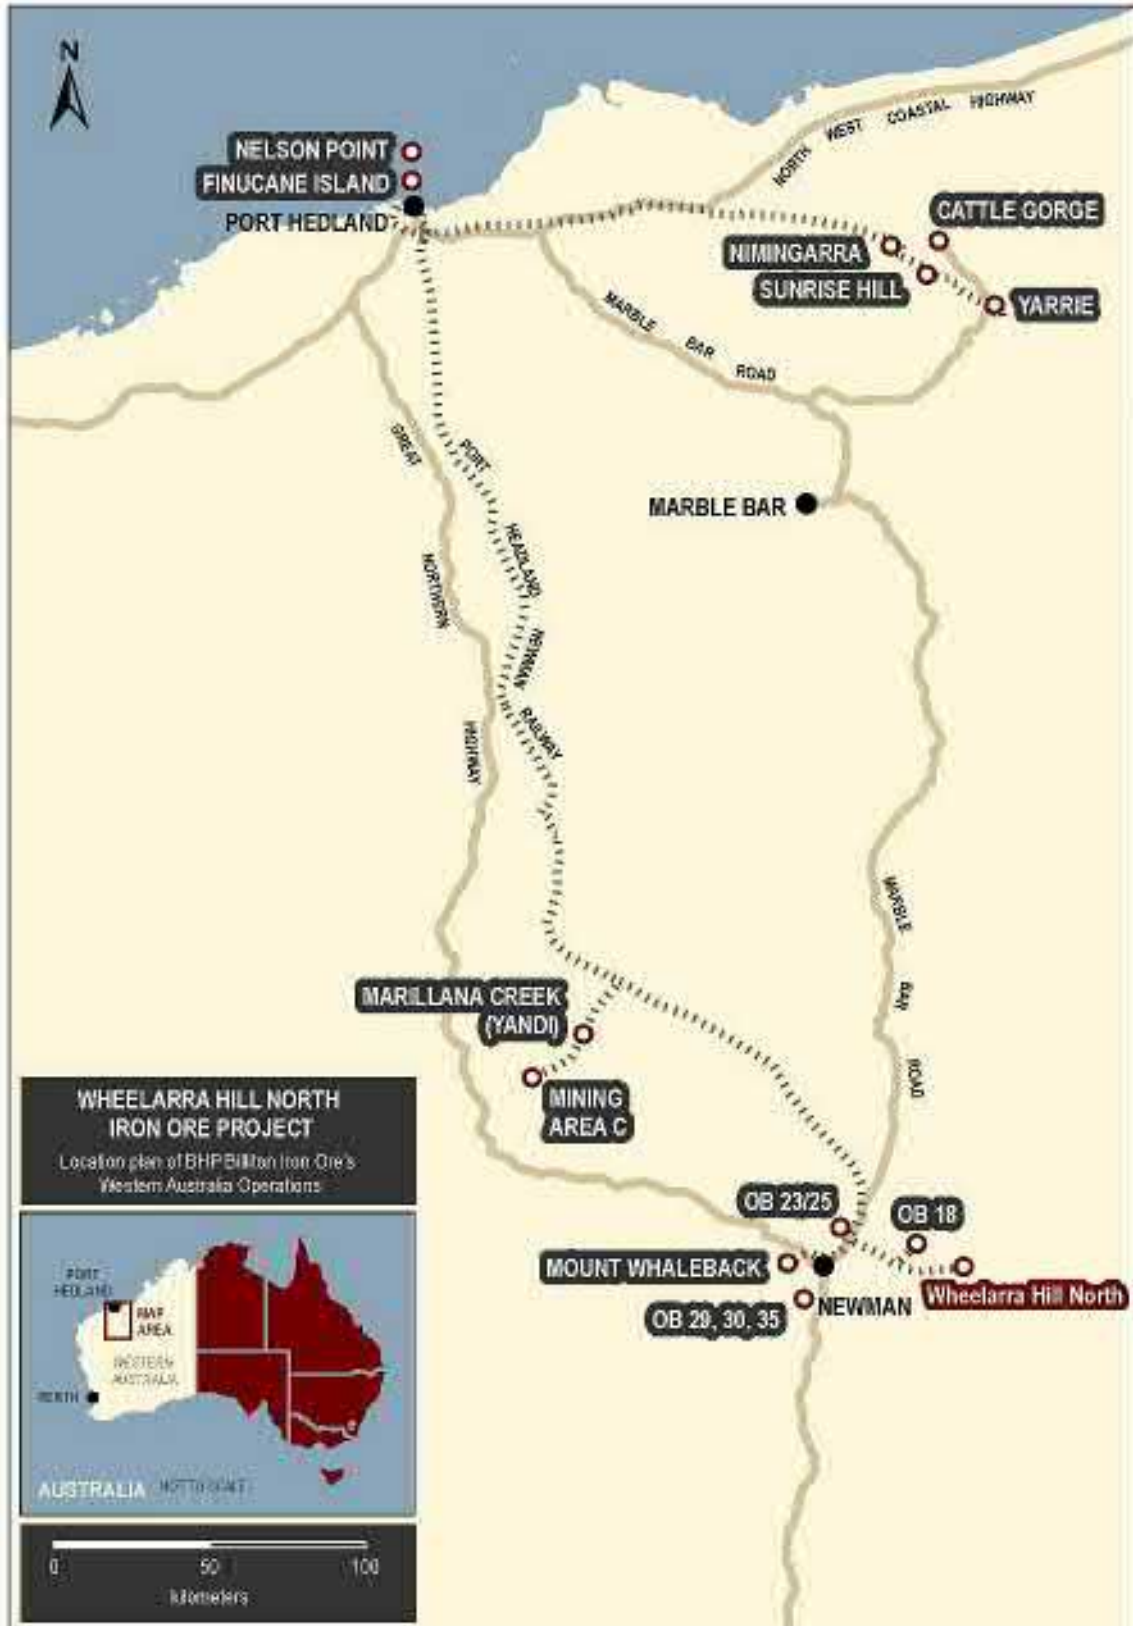 N
NELSON POINT
FINUCANE ISLAND
PORT HEDLAND
NORTH WEST COASTAL HIGHWAY
CATTLE GORGE
NIMINGARRA
SUNRISE HILL
YARRIE
MARBLE BAR ROAD
GREAT NORTHERN HIGHWAY
PORT HEADLAND NEWMAN RAILWAY
MARBLE BAR
MARBLE BAR ROAD
MARILLANA CREEK
(YANDI)
MINING
AREA C
OB 23/25
OB 18
MOUNT WHALEBACK
Wheelarra Hill North
NEWMAN
OB 29, 30, 35
WHEELARRA HILL NORTH
IRON ORE PROJECT
Location plan of BHP Billiton Iron Ore's
Western Australia Operations
PORT
HEDLAND
MAP
AREA
WESTERN
AUSTRALIA
PERTH
AUSTRALIA NOT TO SCALE
0 50 100
kilometers